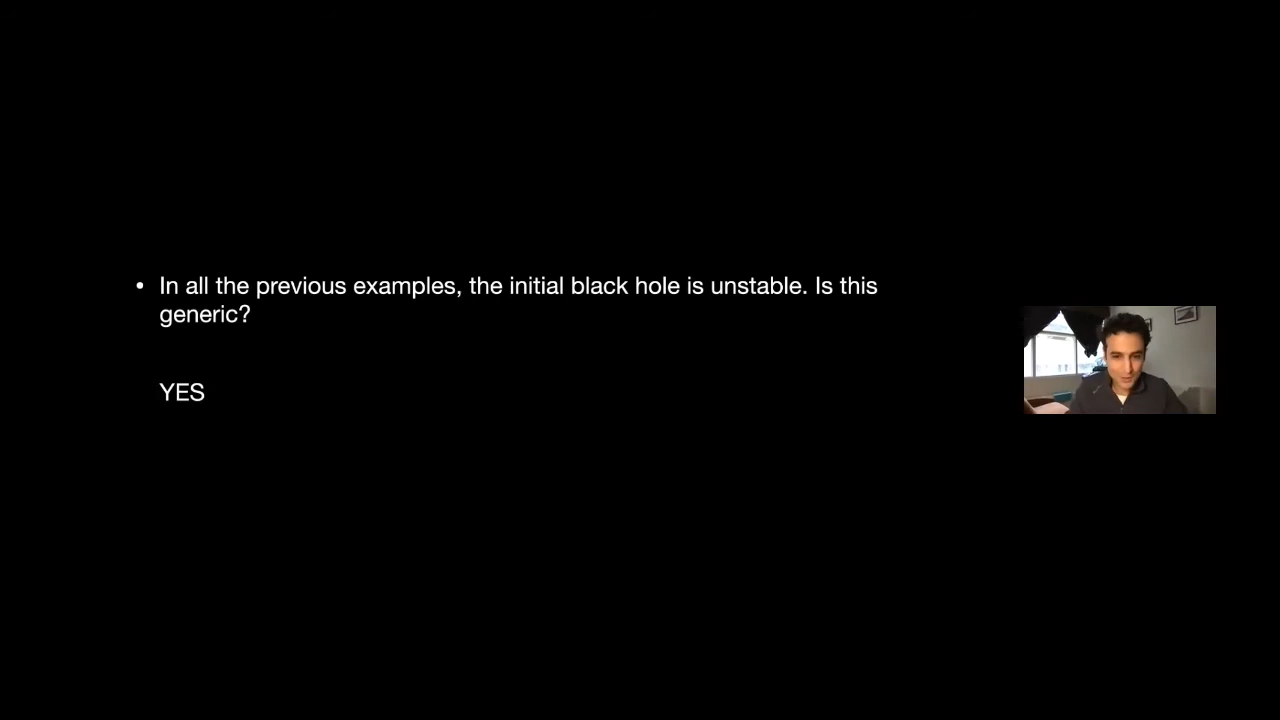 • In all the previous examples, the initial black hole is unstable. Is this
generic?
YES